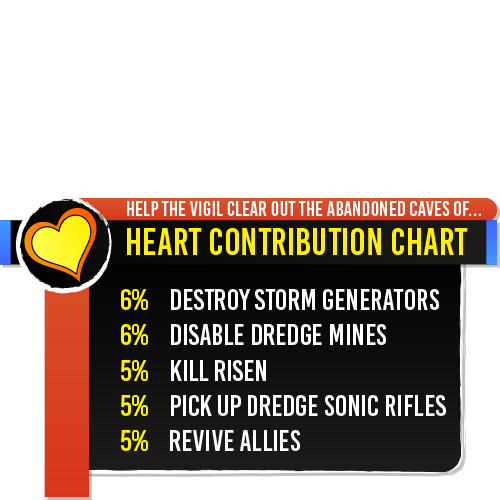 HELP THE VIGIL CLEAR OUT THE ABANDONED CAVES OF...
HEART CONTRIBUTION CHART
6% DESTROY STORM GENERATORS
6% DISABLE DREDGE MINES
5% KILL RISEN
5% PICK UP DREDGE SONIC RIFLES
5% REVIVE ALLIES